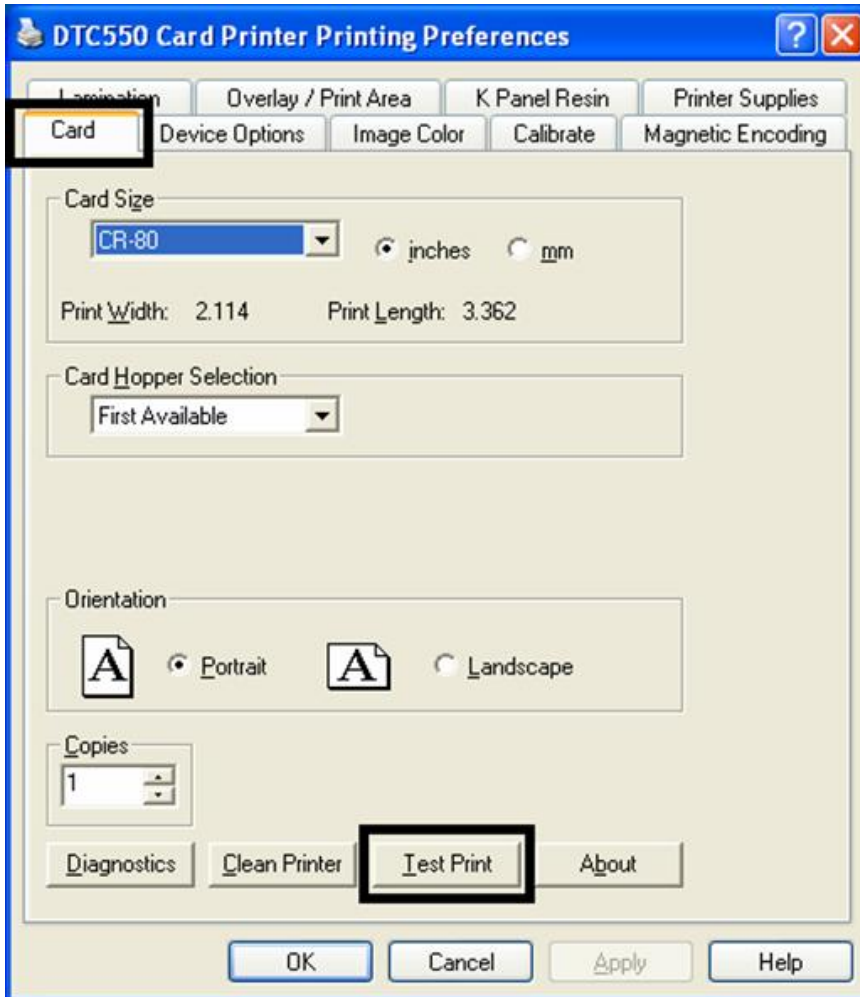 DTC550 Card Printer Printing Preferences
Lamination Overlay / Print Area K Panel Resin Printer Supplies
Card Device Options Image Color Calibrate Magnetic Encoding
Card Size
CR-80 inches mm
Print Width: 2.114 Print Length: 3.362
Card Hopper Selection
First Available
Orientation
A Portrait A Landscape
Copies
1
Diagnostics Clean Printer Test Print About
OK Cancel Apply Help